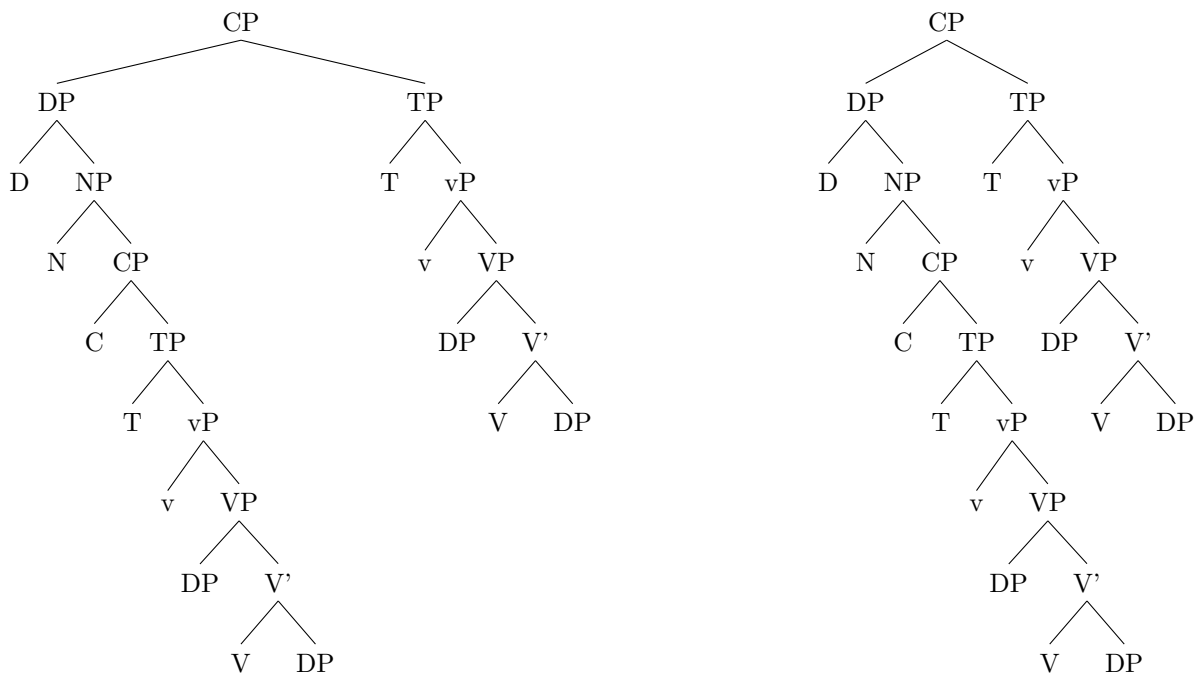 CP CP
DP TP DP TP
D NP T vP D NP T vP
N CP v VP N CP v VP
C TP DP V' C TP DP V'
T vP V DP T vP V DP
v VP v VP
DP V' DP V'
V DP V DP